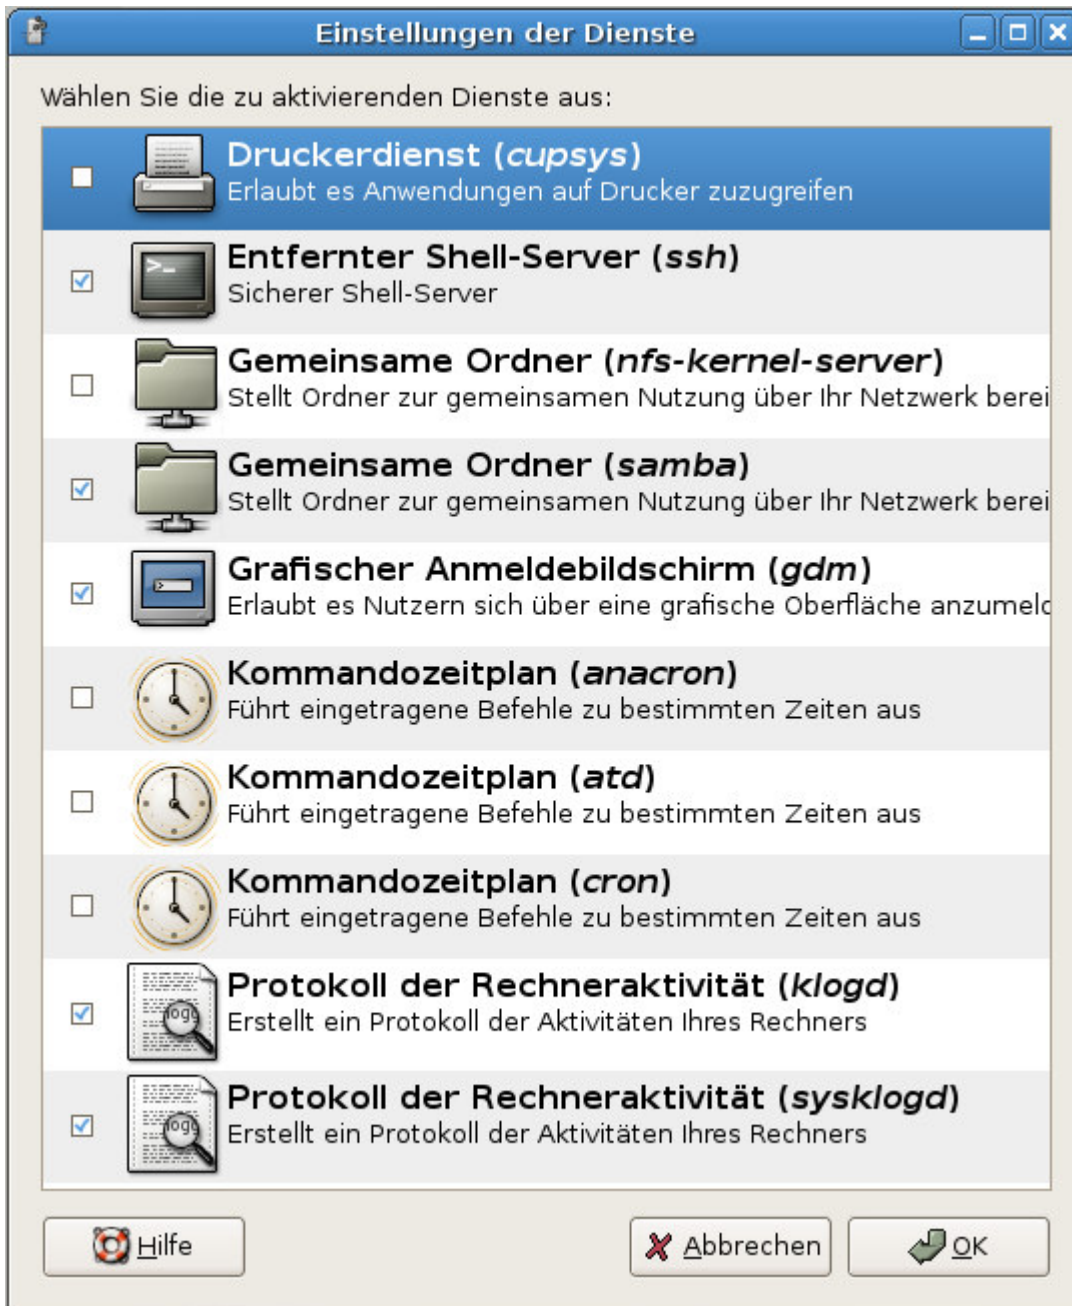 Einstellungen der Dienste
Wählen Sie die zu aktivierenden Dienste aus:
Druckerdienst (cupsys)
Erlaubt es Anwendungen auf Drucker zuzugreifen
Entfernter Shell-Server (ssh)
Sicherer Shell-Server
Gemeinsame Ordner (nfs-kernel-server)
Stellt Ordner zur gemeinsamen Nutzung über Ihr Netzwerk berei
Gemeinsame Ordner (samba)
Stellt Ordner zur gemeinsamen Nutzung über Ihr Netzwerk berei
Grafischer Anmeldebildschirm (gdm)
Erlaubt es Nutzern sich über eine grafische Oberfläche anzumeld
Kommandozeitplan (anacron)
Führt eingetragene Befehle zu bestimmten Zeiten aus
Kommandozeitplan (atd)
Führt eingetragene Befehle zu bestimmten Zeiten aus
Kommandozeitplan (cron)
Führt eingetragene Befehle zu bestimmten Zeiten aus
Protokoll der Rechneraktivität (klogd)
Erstellt ein Protokoll der Aktivitäten Ihres Rechners
Protokoll der Rechneraktivität (sysklogd)
Erstellt ein Protokoll der Aktivitäten Ihres Rechners
Hilfe Abbrechen OK